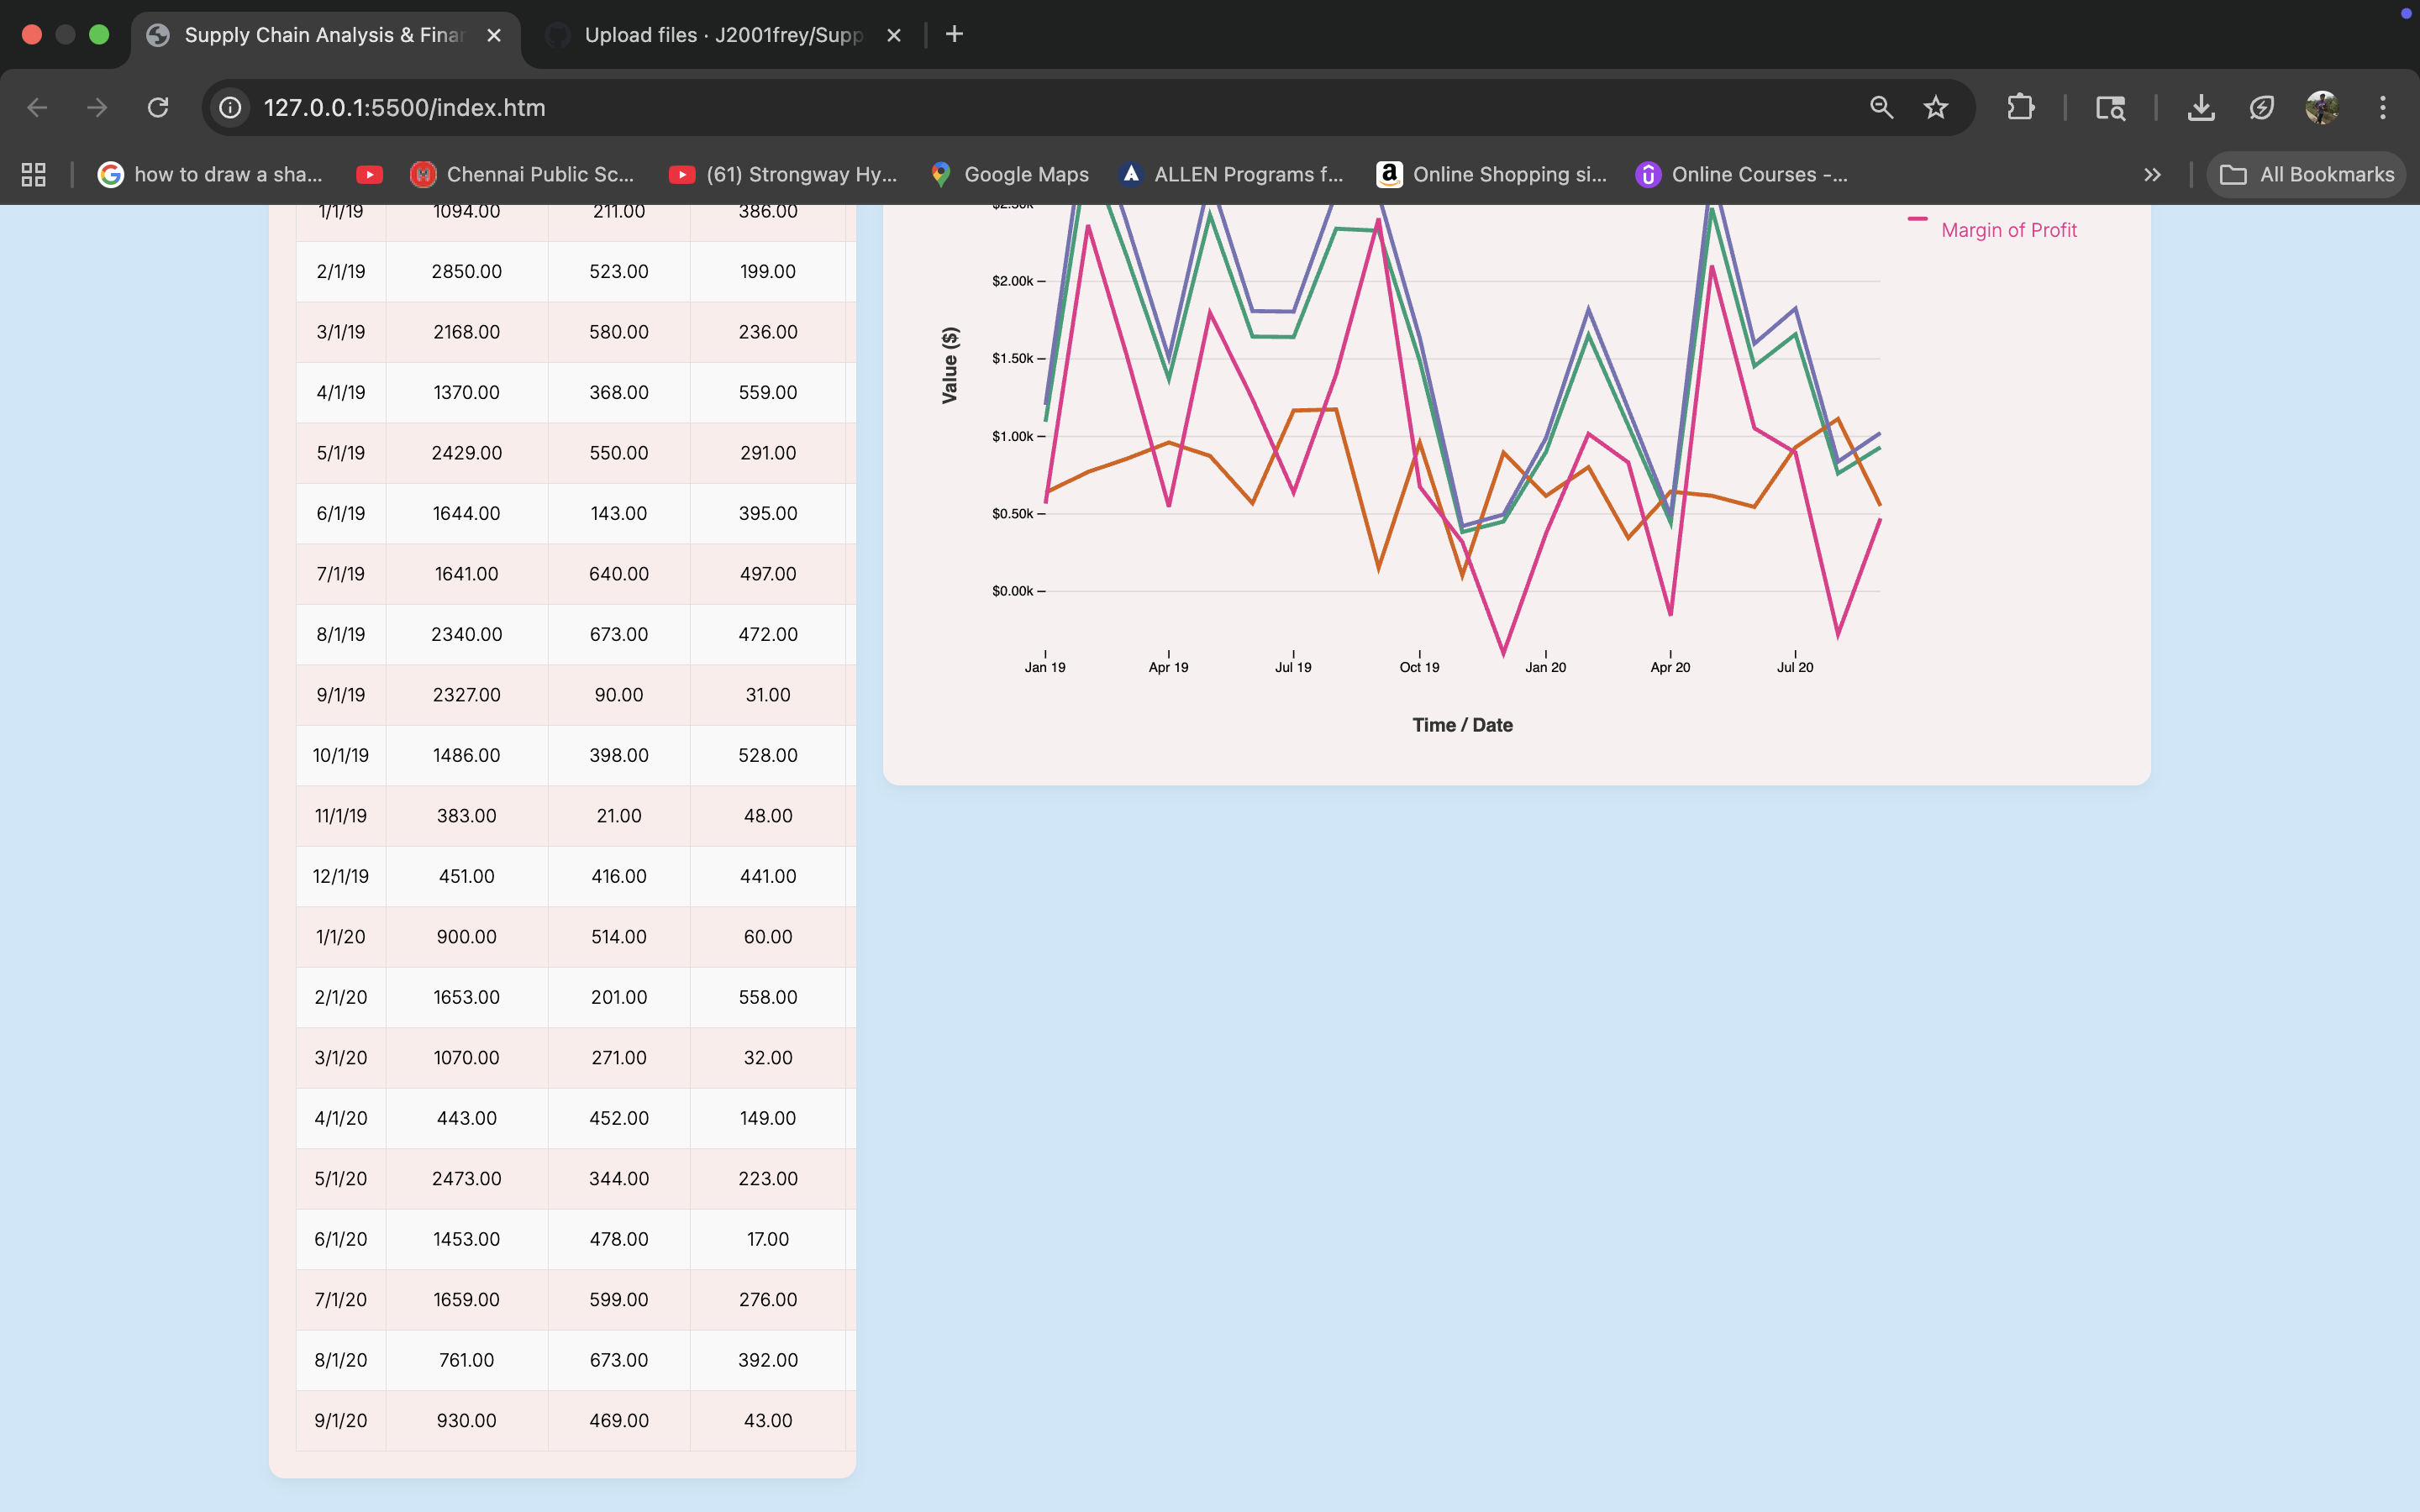 Supply Chain Analysis & Finan
Upload files · J2001frey/Supp
127.0.0.1:5500/index.htm
how to draw a sha...
Chennai Public Sc...
(61) Strongway Hy...
Google Maps
ALLEN Programs f...
Online Shopping si...
Online Courses -...
All Bookmarks
1/1/19 1094.00 211.00 386.00
2/1/19 2850.00 523.00 199.00
3/1/19 2168.00 580.00 236.00
4/1/19 1370.00 368.00 559.00
5/1/19 2429.00 550.00 291.00
6/1/19 1644.00 143.00 395.00
7/1/19 1641.00 640.00 497.00
8/1/19 2340.00 673.00 472.00
9/1/19 2327.00 90.00 31.00
10/1/19 1486.00 398.00 528.00
11/1/19 383.00 21.00 48.00
12/1/19 451.00 416.00 441.00
1/1/20 900.00 514.00 60.00
2/1/20 1653.00 201.00 558.00
3/1/20 1070.00 271.00 32.00
4/1/20 443.00 452.00 149.00
5/1/20 2473.00 344.00 223.00
6/1/20 1453.00 478.00 17.00
7/1/20 1659.00 599.00 276.00
8/1/20 761.00 673.00 392.00
9/1/20 930.00 469.00 43.00
Margin of Profit
Value ($)
$2.50k
$2.00k
$1.50k
$1.00k
$0.50k
$0.00k
Jan 19 Apr 19 Jul 19 Oct 19 Jan 20 Apr 20 Jul 20
Time / Date